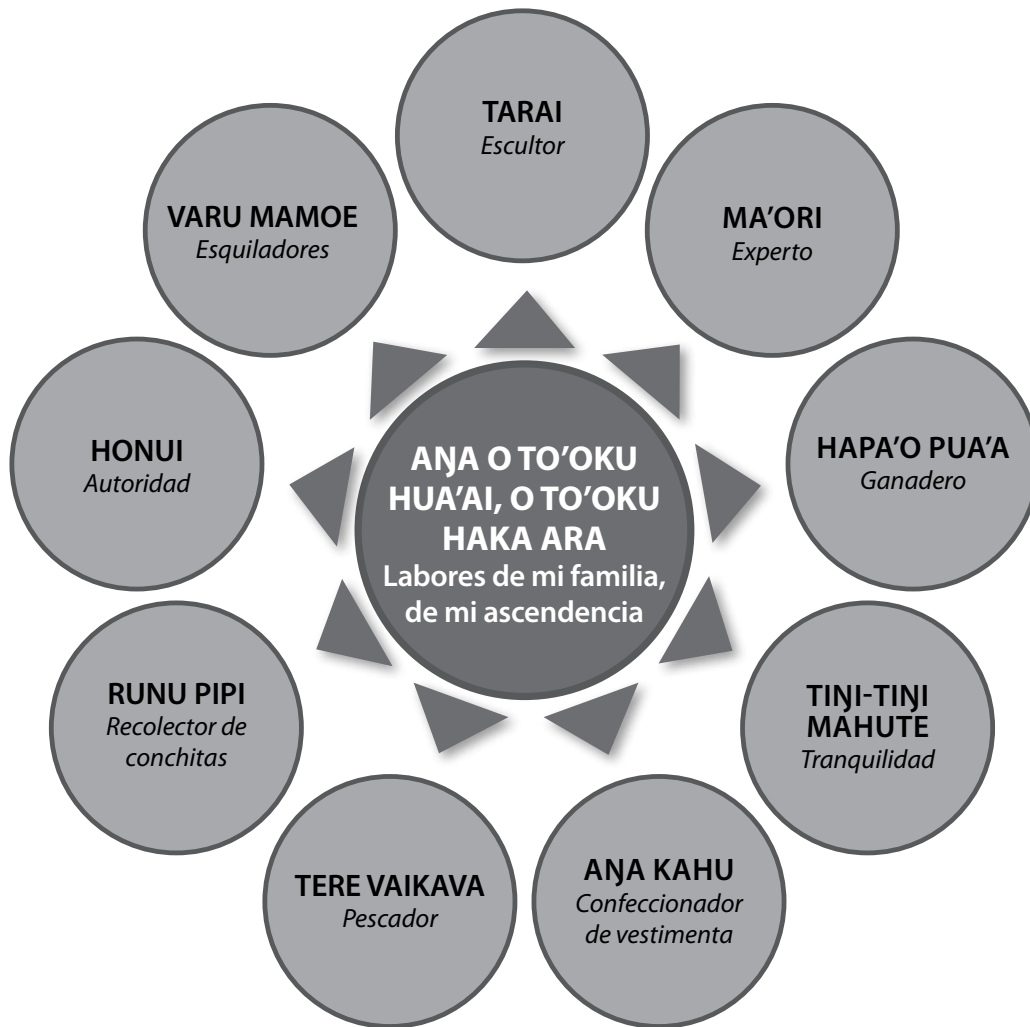 TARAI
Escultor
MA'ORI
Experto
HAPA'O PUA'A
Ganadero
TIŊI-TIŊI
MAHUTE
Tranquilidad
AŊA KAHU
Confeccionador
de vestimenta
TERE VAIKAVA
Pescador
RUNU PIPI
Recolector de
conchitas
HONUI
Autoridad
VARU MAMOE
Esquiladores
AŊA O TO'OKU
HUA'AI, O TO'OKU
HAKA ARA
Labores de mi familia,
de mi ascendencia